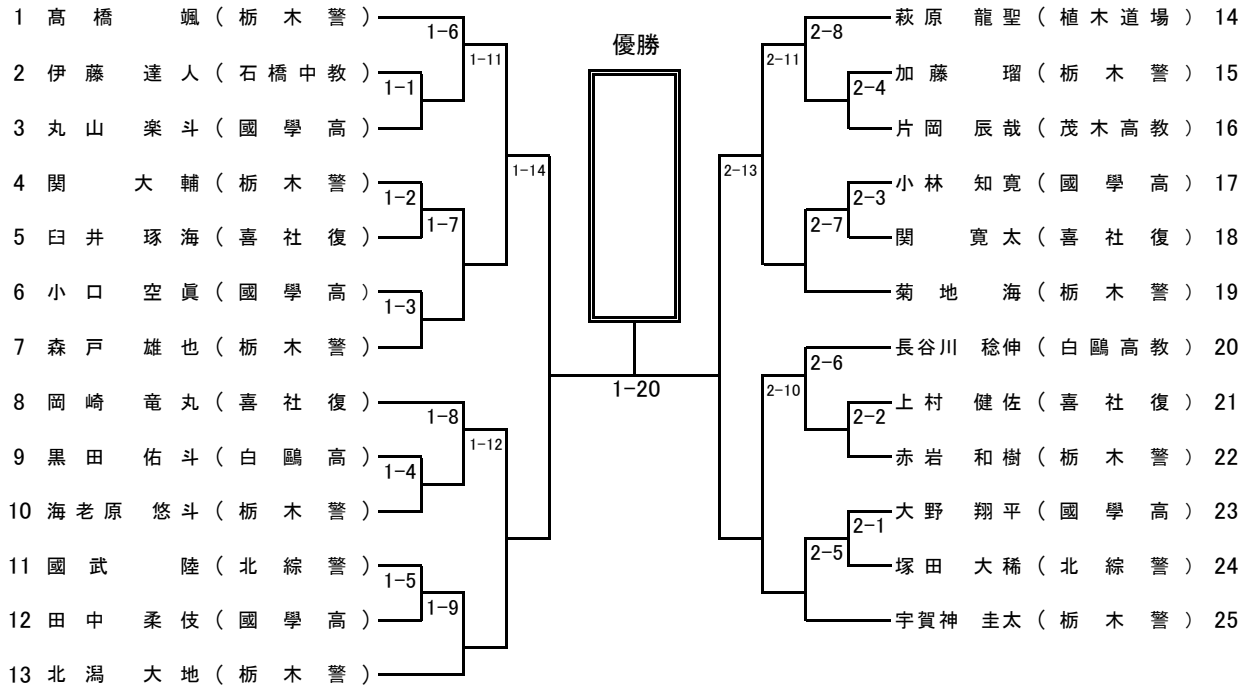 1 髙橋 颯 (栃木警)
1-6
2 伊藤 達人 (石橋中教)
1-1
1-11
3 丸山 楽斗 (國學高)
4 関 大輔 (栃木警)
1-2
1-14
5 臼井 琢海 (喜社復)
1-7
6 小口 空眞 (國學高)
1-3
7 森戸 雄也 (栃木警)
8 岡崎 竜丸 (喜社復)
1-8
9 黒田 佑斗 (白鷗高)
1-4
1-12
10 海老原 悠斗 (栃木警)
11 國武 陸 (北綜警)
1-5
12 田中 柔伎 (國學高)
1-9
13 北潟 大地 (栃木警)
優勝
1-20
萩原 龍聖 (植木道場) 14
2-8
2-11
加藤 瑠 (栃木警) 15
2-4
片岡 辰哉 (茂木高教) 16
2-13
小林 知寛 (國學高) 17
2-3
2-7
関 寛太 (喜社復) 18
菊地 海 (栃木警) 19
長谷川 稔伸 (白鷗高教) 20
2-6
2-10
上村 健佐 (喜社復) 21
2-2
赤岩 和樹 (栃木警) 22
大野 翔平 (國學高) 23
2-1
2-5
塚田 大稀 (北綜警) 24
宇賀神 圭太 (栃木警) 25